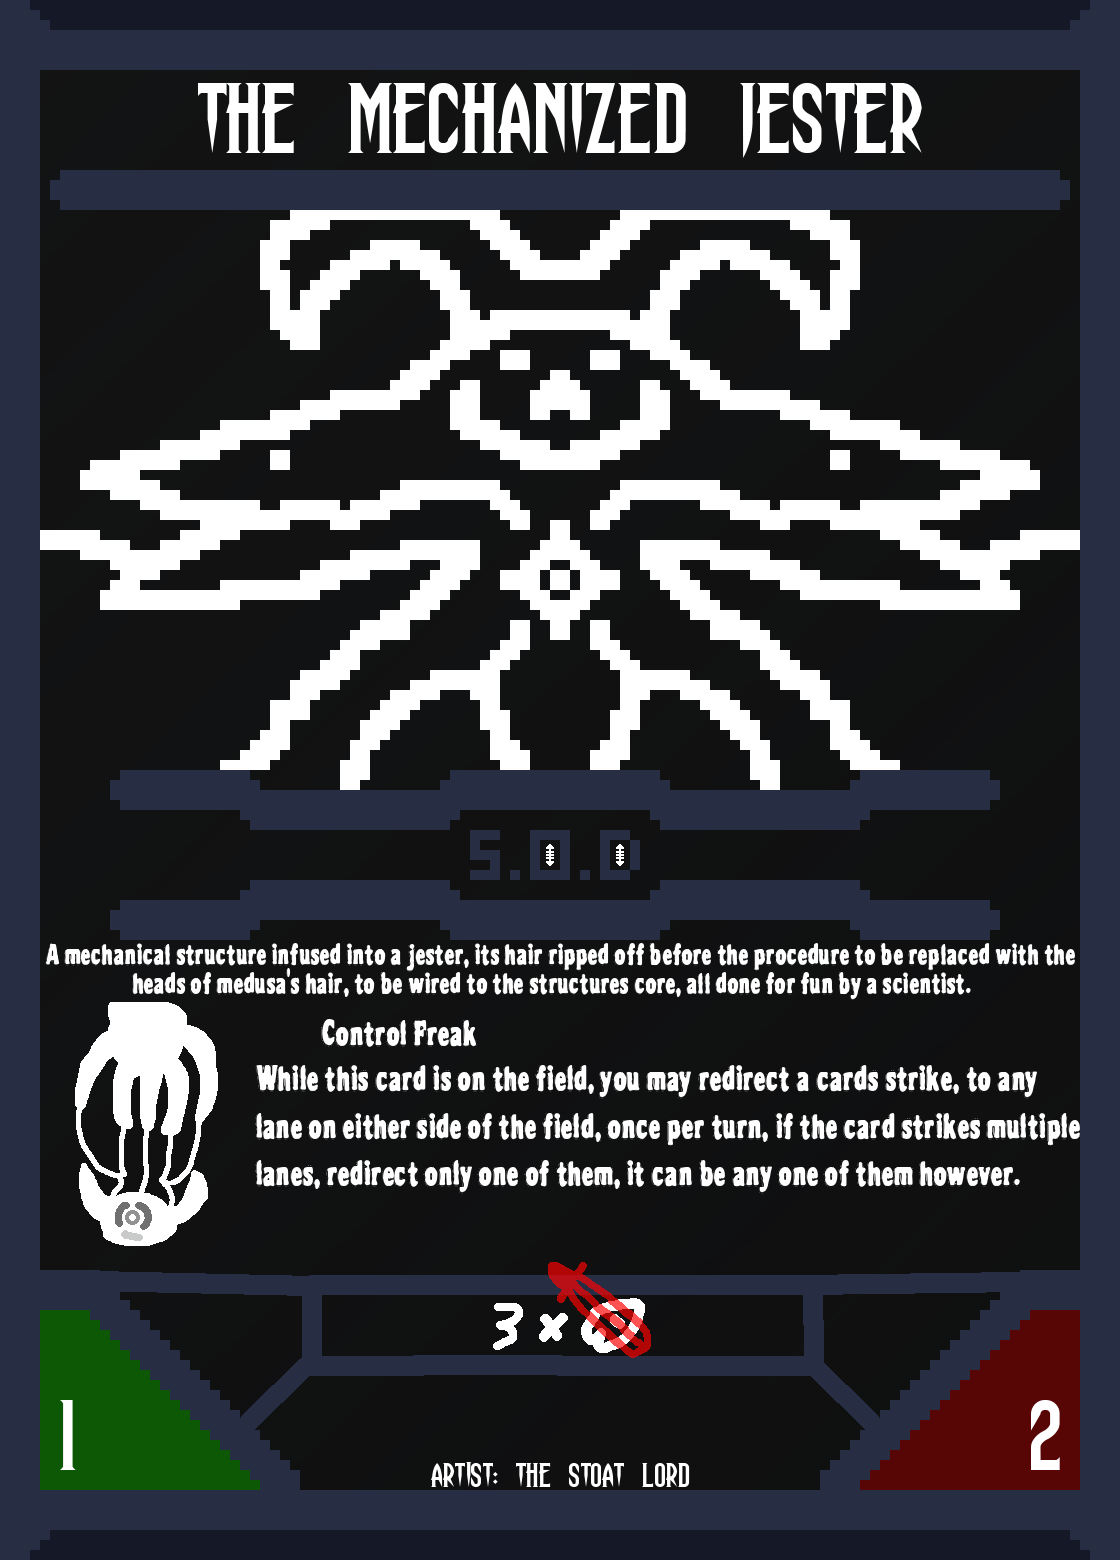 THE MECHANIZED JESTER
S.O.D
A mechanical structure infused into a jester, its hair ripped off before the procedure to be replaced with the
heads of medusa's hair, to be wired to the structures core, all done for fun by a scientist.
Control Freak
While this card is on the field, you may redirect a cards strike, to any
lane on either side of the field, once per turn, if the card strikes multiple
lanes, redirect only one of them, it can be any one of them however.
3 x
1
2
ARTIST: THE STOAT LORD